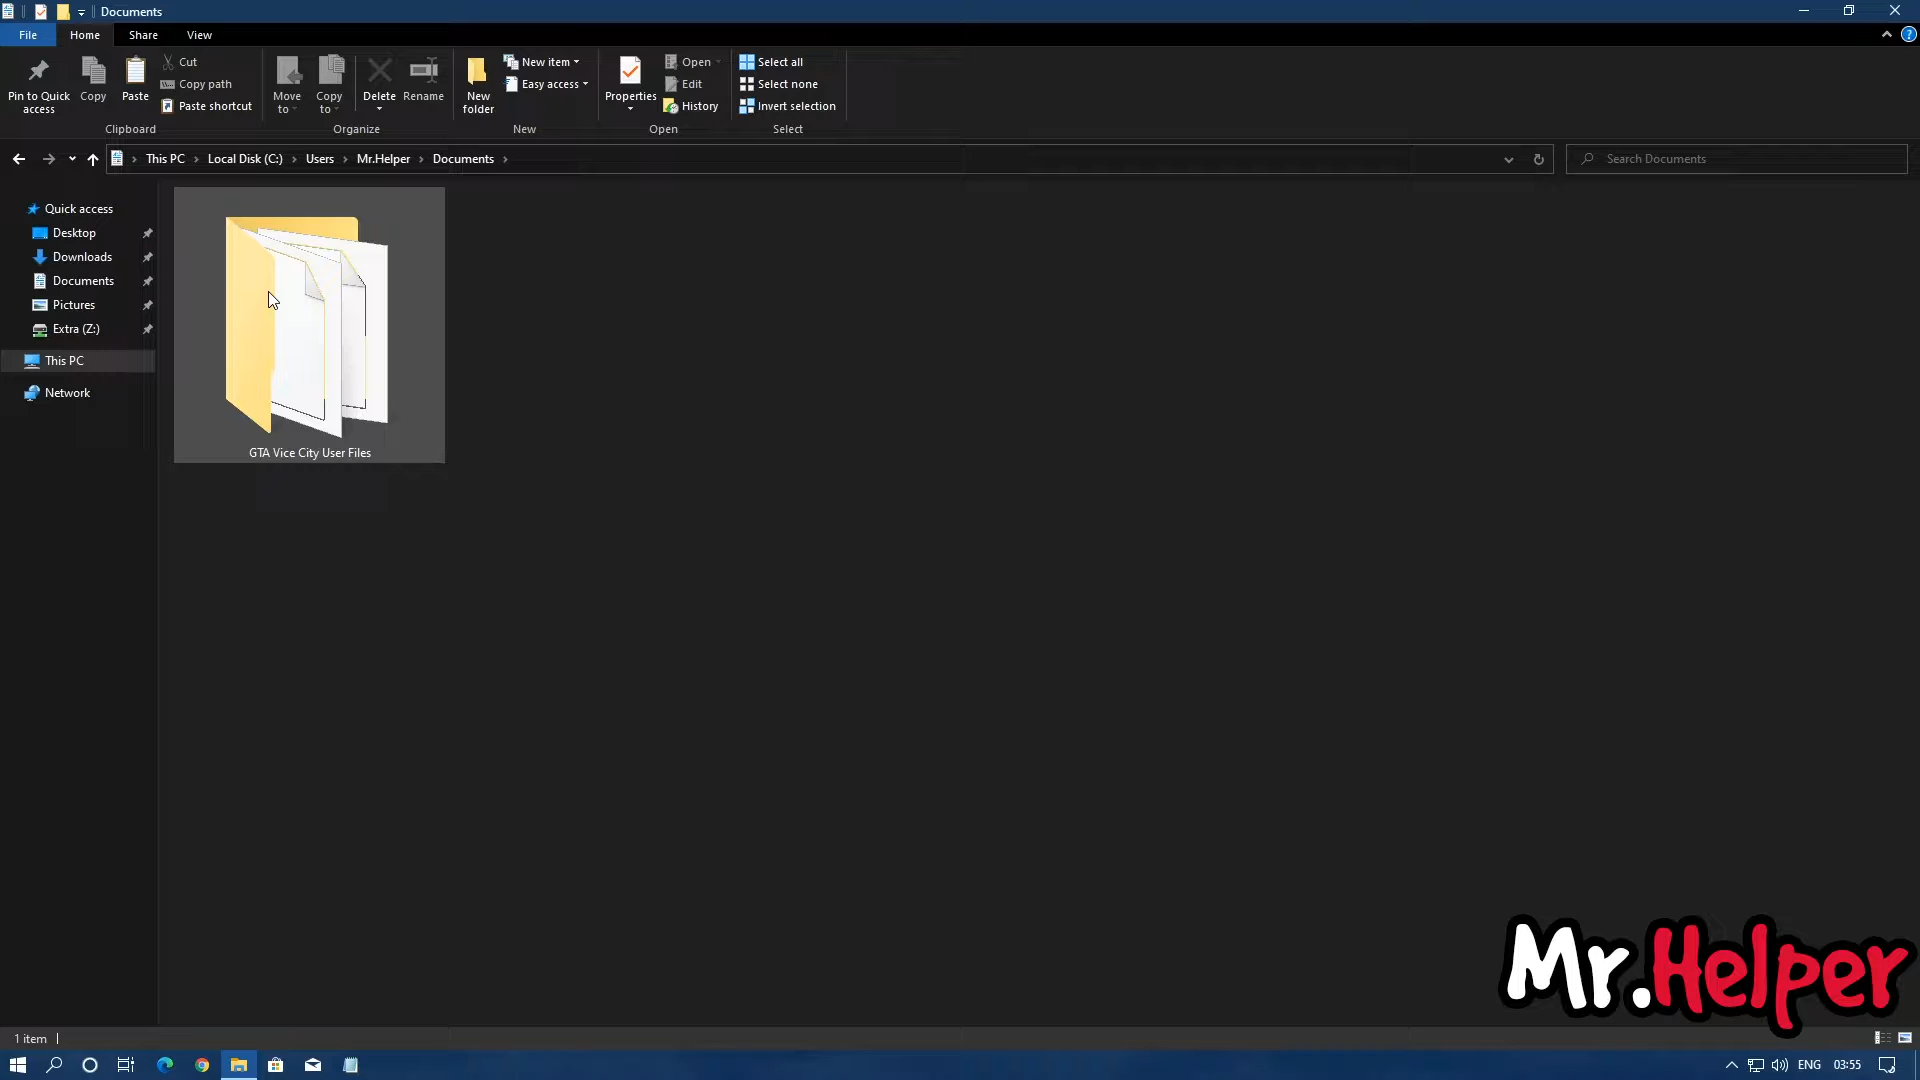 Documents
File Home Share View
Pin to Quick access
Copy
Paste
Cut
Copy path
Paste shortcut
Clipboard
Move to
Copy to
Delete
Rename
Organize
New folder
New item
Easy access
New
Properties
Open
Edit
History
Open
Select all
Select none
Invert selection
Select
This PC > Local Disk (C:) > Users > Mr.Helper > Documents >
Search Documents
Quick access
Desktop
Downloads
Documents
Pictures
Extra (Z:)
This PC
Network
GTA Vice City User Files
Mr.Helper
1 item
ENG 03:55